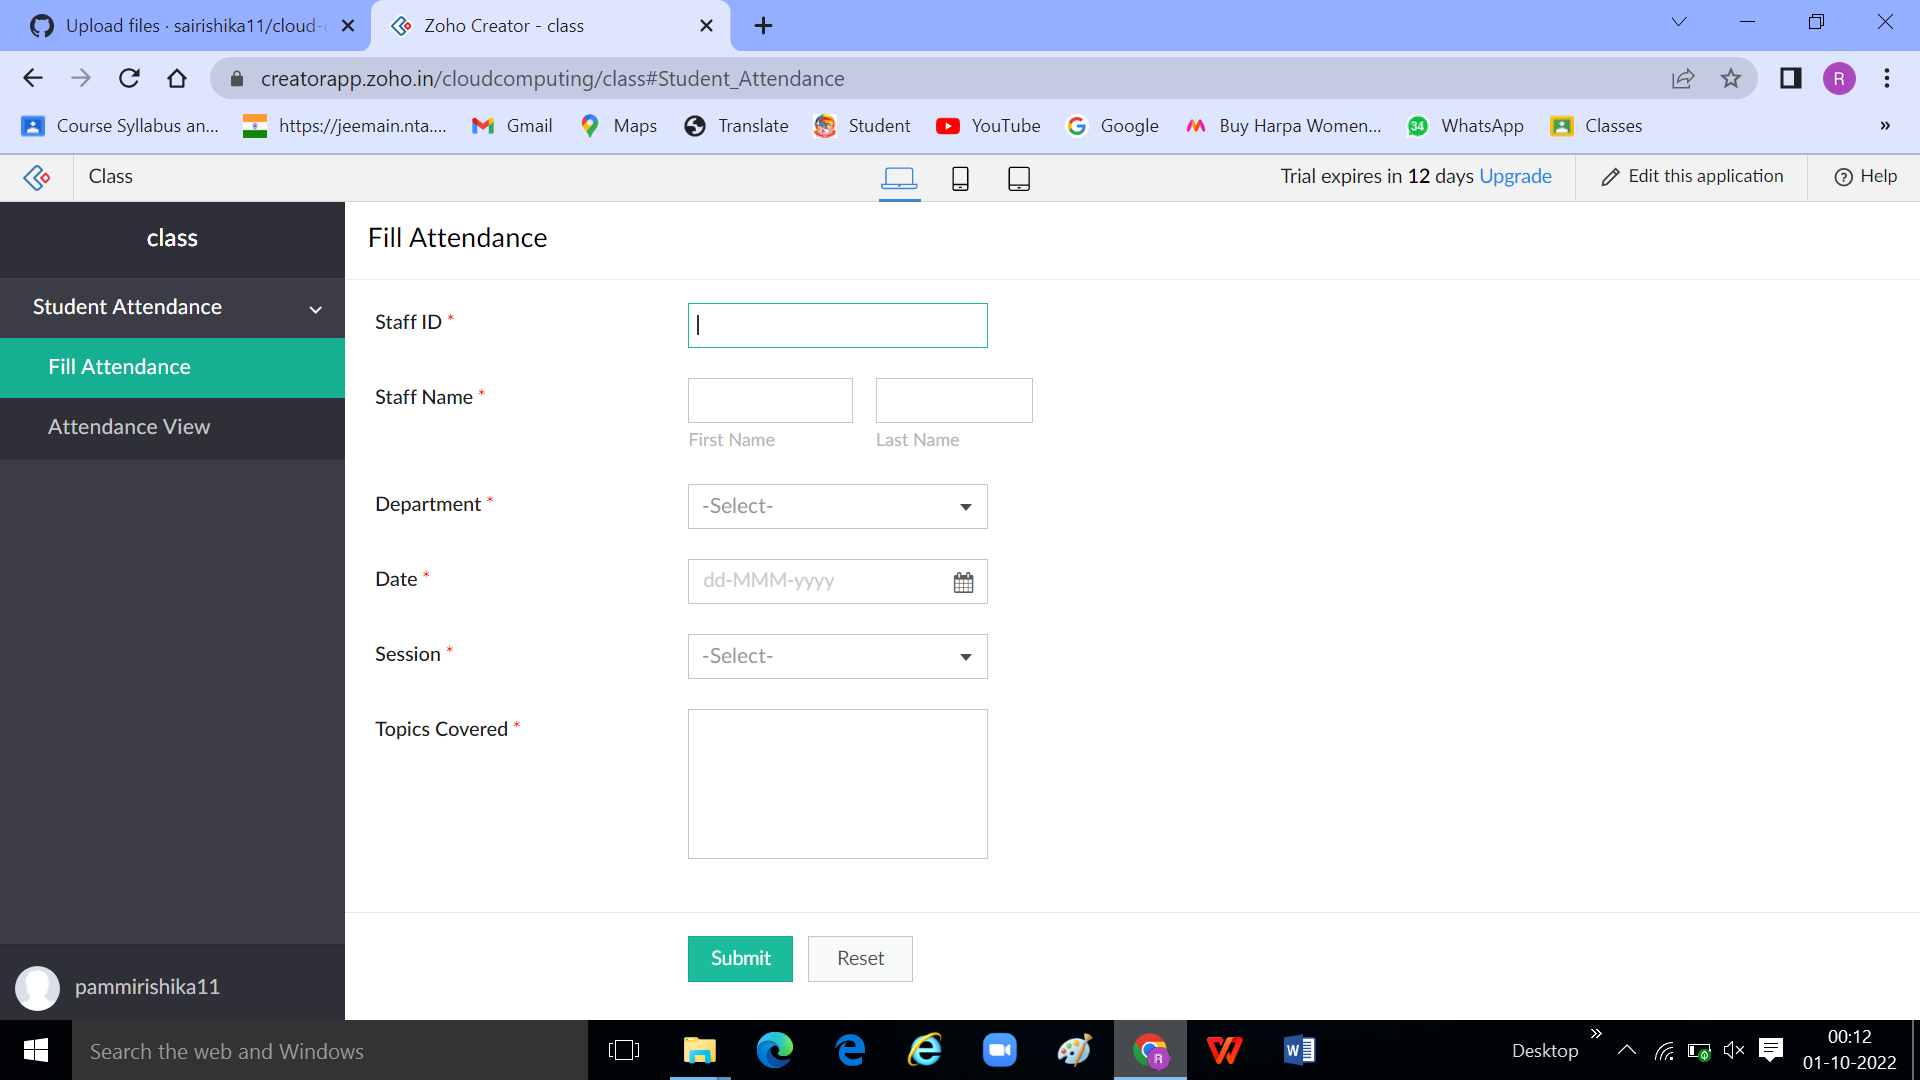 Upload files · sairishika11/cloud-
Zoho Creator - class
creatorapp.zoho.in/cloudcomputing/class#Student_Attendance
R
Course Syllabus an...
https://jeemain.nta....
Gmail
Maps
Translate
Student
YouTube
Google
Buy Harpa Women...
34
WhatsApp
Classes
»
Class
Trial expires in 12 days Upgrade
Edit this application
Help
class
Student Attendance
Fill Attendance
Attendance View
pammirishika11
Fill Attendance
Staff ID *
Staff Name *
First Name
Last Name
Department *
-Select-
Date *
dd-MMM-yyyy
Session *
-Select-
Topics Covered *
Submit
Reset
Search the web and Windows
Desktop
00:12
01-10-2022